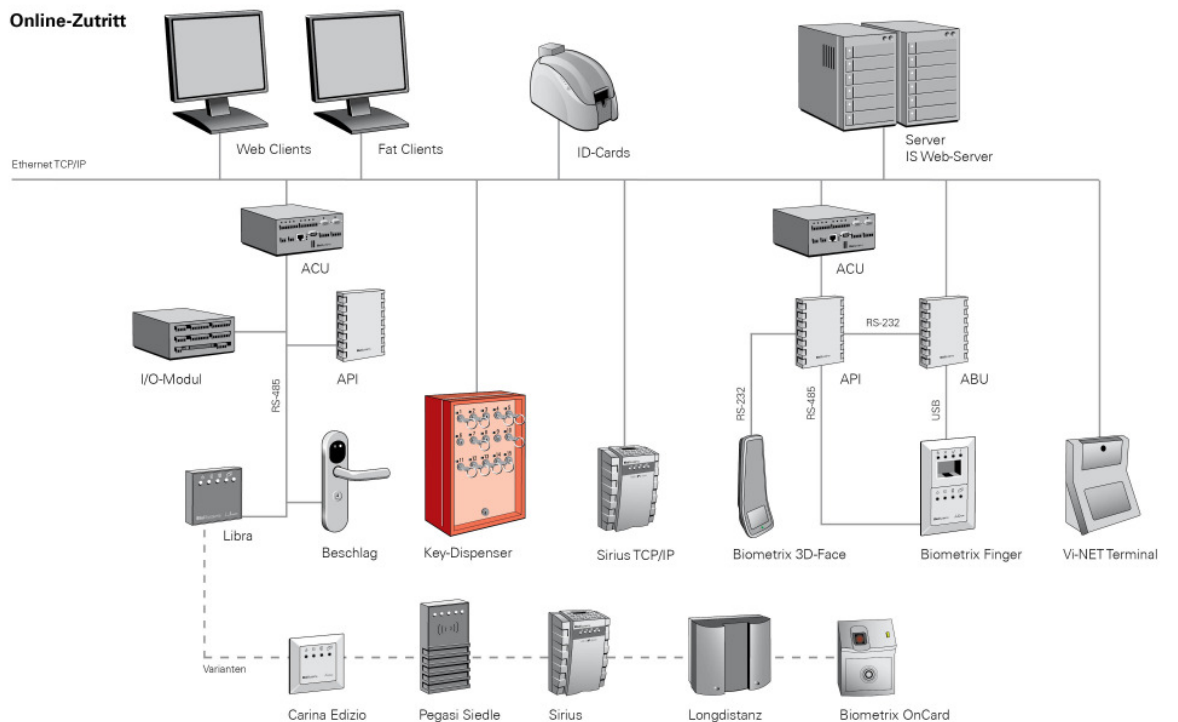 Online-Zutritt
Web Clients
Fat Clients
ID-Cards
Server
IS Web-Server
Ethernet TCP/IP
ACU
ACU
I/O-Modul
API
RS-485
RS-232
API
ABU
RS-232
RS-485
USB
Libra
Beschlag
Key-Dispenser
Sirius TCP/IP
Biometrix 3D-Face
Biometrix Finger
Vi-NET Terminal
Varianten
Carina Edizio
Pegasi Siedle
Sirius
Longdistanz
Biometrix OnCard